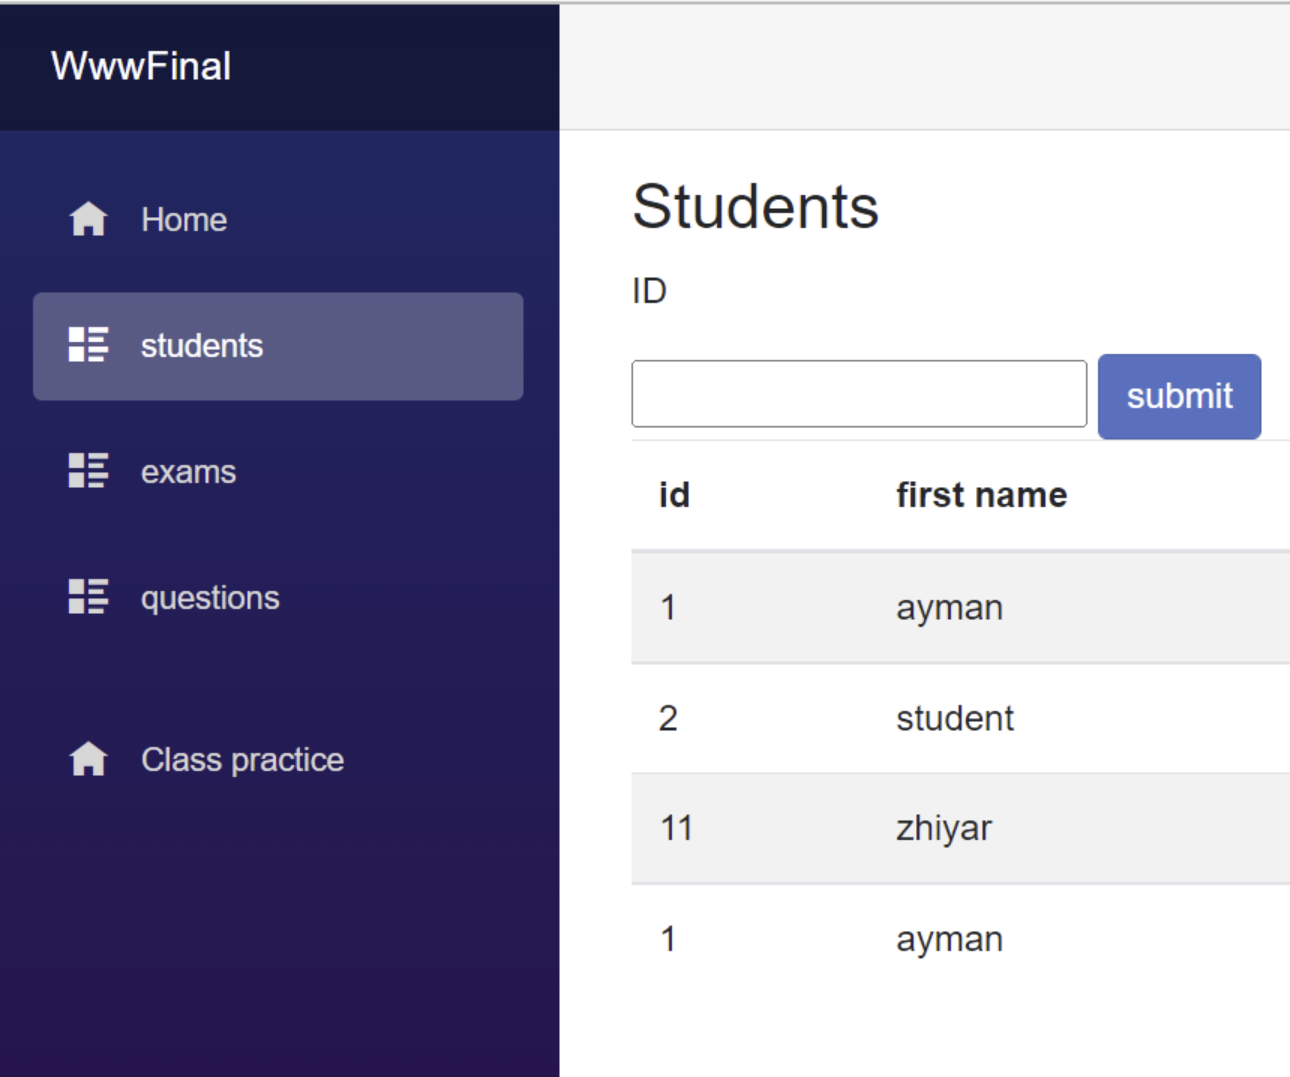 WwwFinal
Home
students
exams
questions
Class practice
Students
ID
submit
id first name
1 ayman
2 student
11 zhiyar
1 ayman